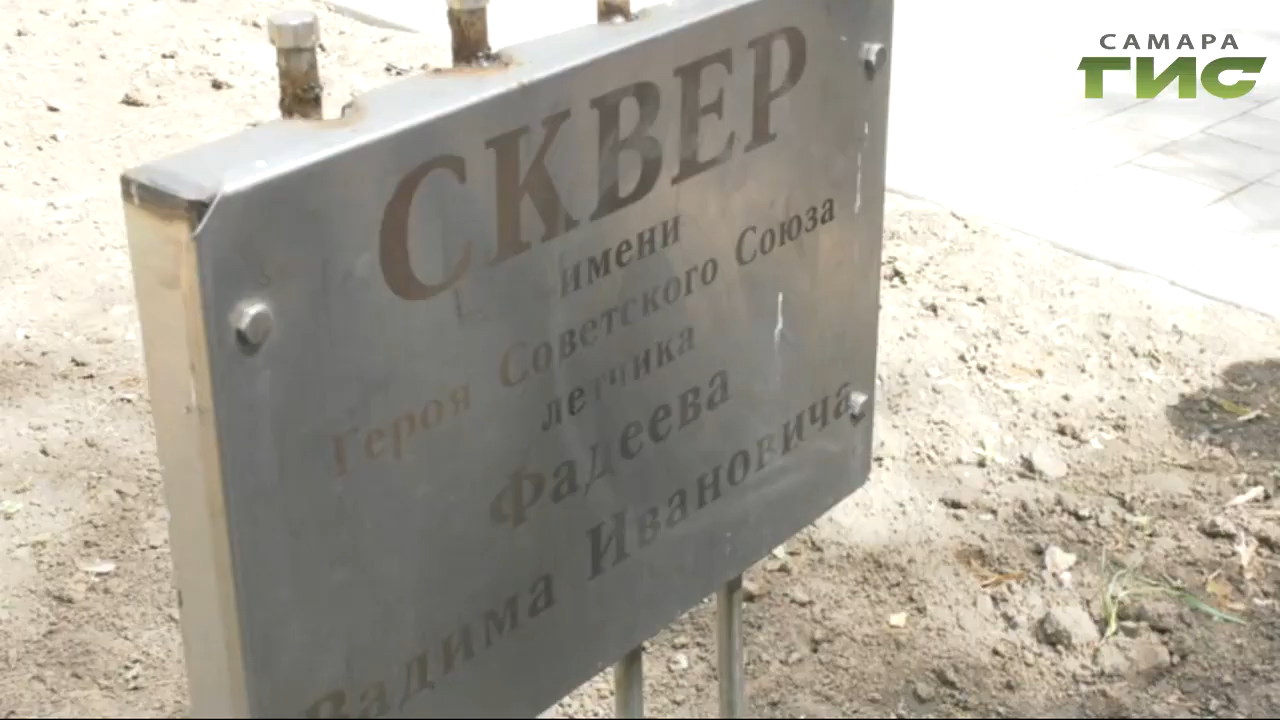 САМАРА
ГИС
СКВЕР
имени
Героя Советского Союза
летчика
Фадеева
Вадима Ивановича